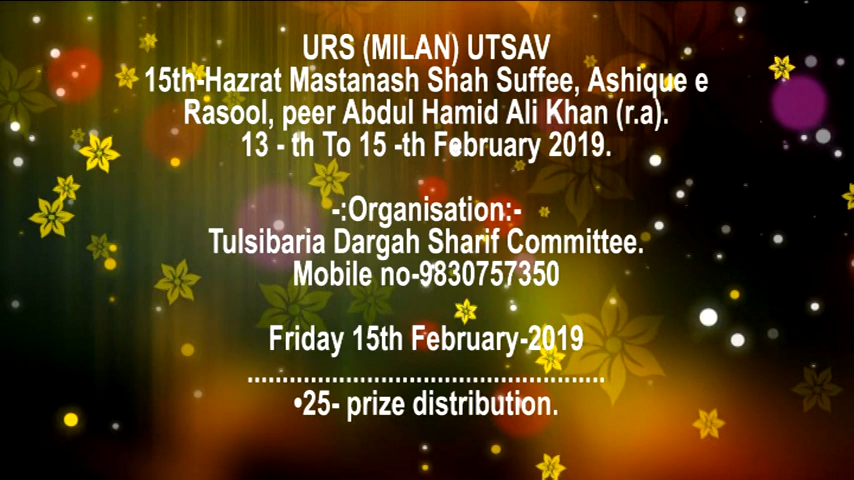 URS (MILAN) UTSAV
15th-Hazrat Mastanash Shah Suffee, Ashique e
Rasool, peer Abdul Hamid Ali Khan (r.a).
13 - th To 15 -th February 2019.
-:Organisation:-
Tulsibaria Dargah Sharif Committee.
Mobile no-9830757350
Friday 15th February-2019
...................................................
•25- prize distribution.